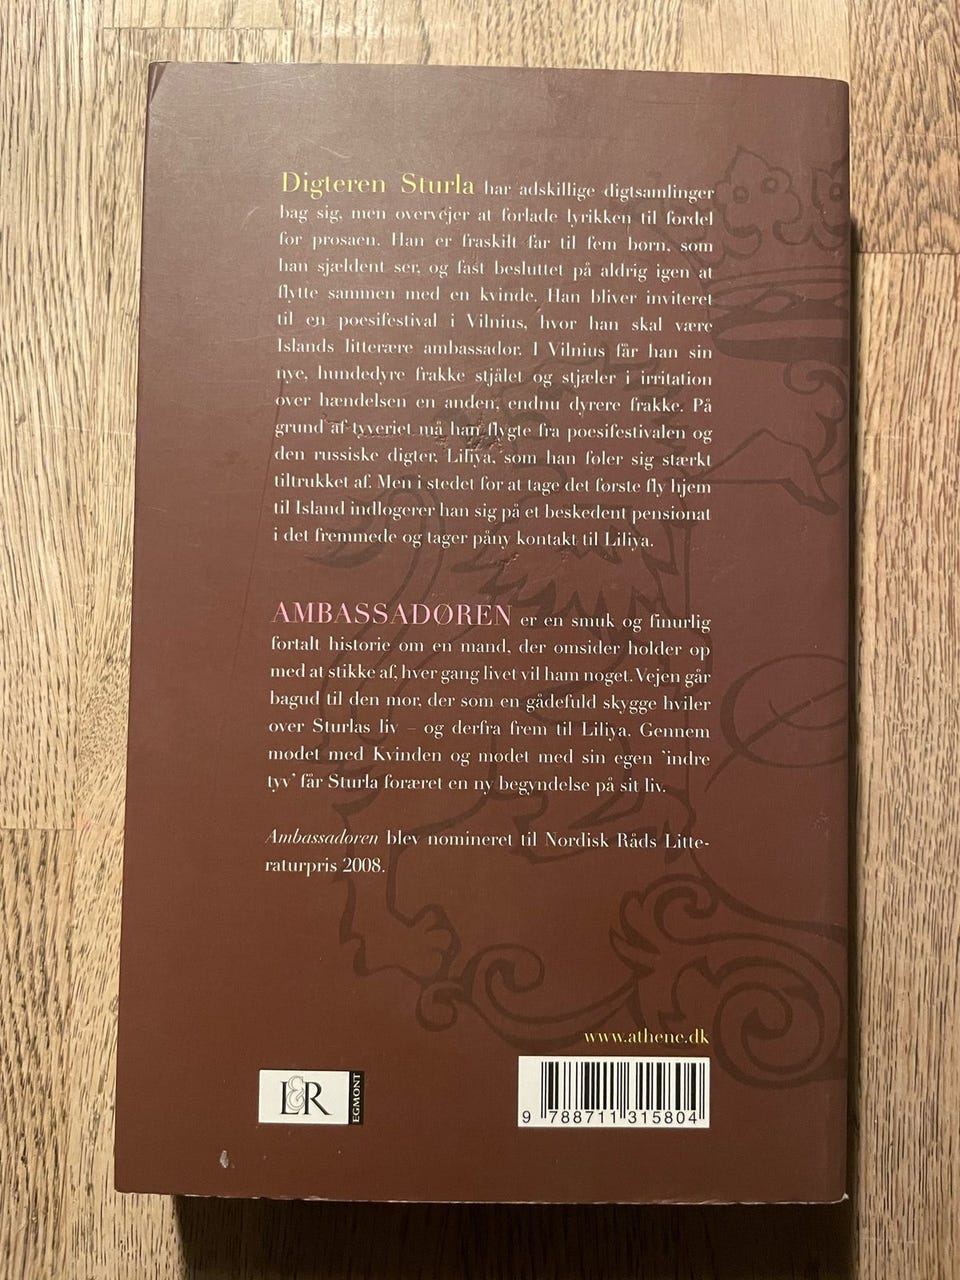 Digteren Sturla har adskillige digtsamlinger
bag sig, men overvejer at forlade lyrikken til fordel
for prosaen. Han er fraskilt far til fem børn, som
han sjældent ser, og fast besluttet på aldrig igen at
flytte sammen med en kvinde. Han bliver inviteret
til en poesifestival i Vilnius, hvor han skal være
Islands litterære ambassadør. I Vilnius får han sin
nye, hundedyre frakke stjålet og stjæler i irritation
over hændelsen en anden, endnu dyrere frakke. På
grund af tyveriet må han flygte fra poesifestivalen og
den russiske digter, Liliya, som han føler sig stærkt
tiltrukket af. Men i stedet for at tage det første fly hjem
til Island indlogerer han sig på et beskedent pensionat
i det fremmede og tager påny kontakt til Liliya.
AMBASSADØREN er en smuk og finurlig
fortalt historie om en mand, der omsider holder op
med at stikke af, hver gang livet vil ham noget. Vejen går
bagud til den mor, der som en gådefuld skygge hviler
over Sturlas liv – og derfra frem til Liliya. Gennem
mødet med Kvinden og mødet med sin egen 'indre
tyv' får Sturla foræret en ny begyndelse på sit liv.
Ambassadøren blev nomineret til Nordisk Råds Litte-
raturpris 2008.
www.athene.dk
L&R EGMONT
9 788711 315804